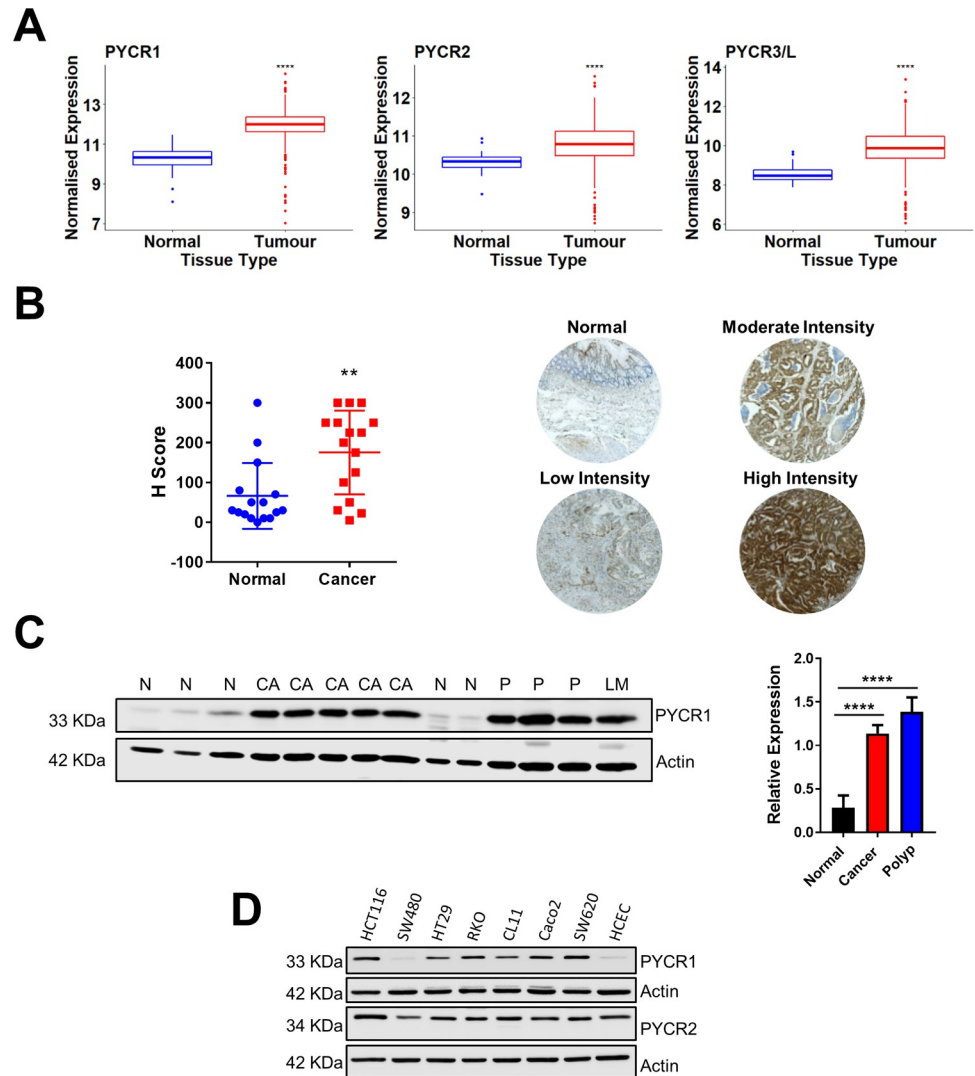 A
PYCR1
****
Normalised Expression
13
11
9
7
Normal
Tumour
Tissue Type
PYCR2
****
Normalised Expression
12
11
10
9
Normal
Tumour
Tissue Type
PYCR3/L
****
Normalised Expression
14
12
10
8
6
Normal
Tumour
Tissue Type
B
H Score
400
300
200
100
0
-100
**
Normal
Cancer
Normal
Moderate Intensity
Low Intensity
High Intensity
C
N N N CA CA CA CA CA N N P P P LM
33 KDa PYCR1
42 KDa Actin
Relative Expression
2.0
1.5
1.0
0.5
0.0
****
****
Normal
Cancer
Polyp
D
HCT116 SW480 HT29 RKO CL11 Caco2 SW620 HCEC
33 KDa PYCR1
42 KDa Actin
34 KDa PYCR2
42 KDa Actin